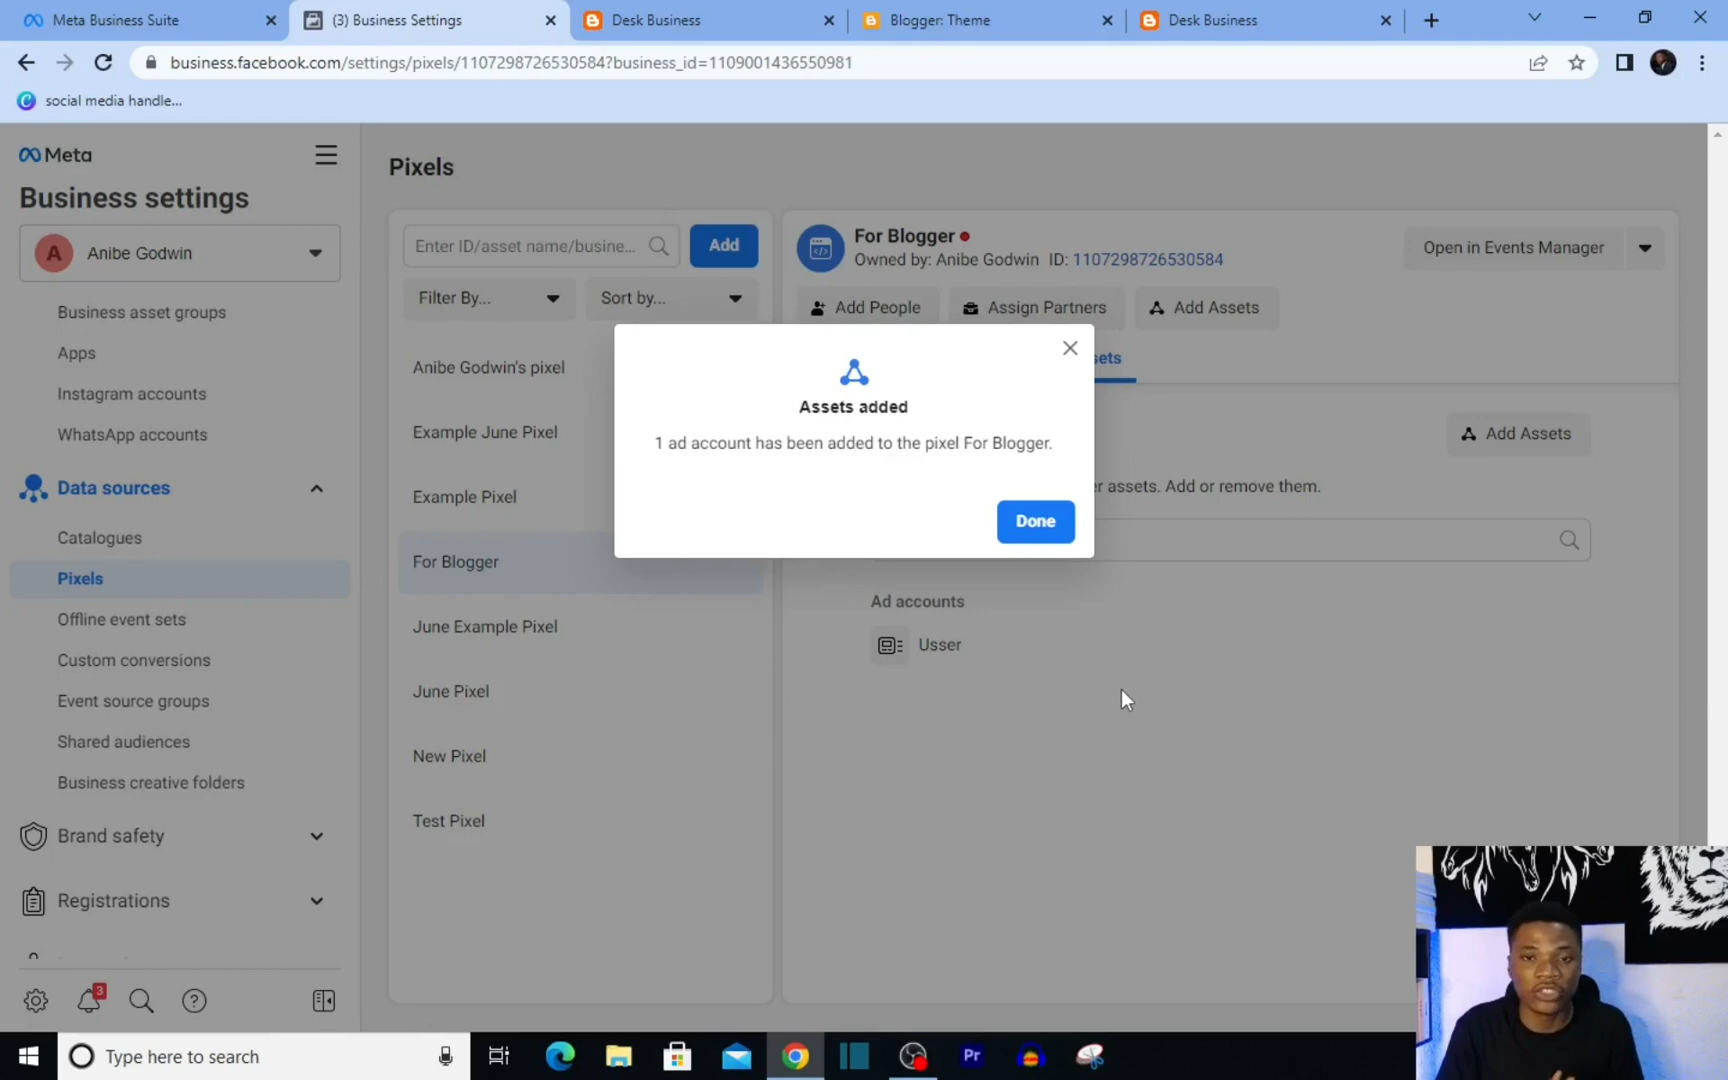 Meta Business Suite
(3) Business Settings
Desk Business
Blogger: Theme
Desk Business
business.facebook.com/settings/pixels/1107298726530584?business_id=1109001436550981
social media handle...
Meta
Business settings
A Anibe Godwin
Business asset groups
Apps
Instagram accounts
WhatsApp accounts
Data sources
Catalogues
Pixels
Offline event sets
Custom conversions
Event source groups
Shared audiences
Business creative folders
Brand safety
Registrations
3
Pixels
Enter ID/asset name/busine...
Add
Filter By...
Sort by...
Anibe Godwin's pixel
Example June Pixel
Example Pixel
For Blogger
June Example Pixel
June Pixel
New Pixel
Test Pixel
For Blogger
Owned by: Anibe Godwin ID: 1107298726530584
Open in Events Manager
Add People
Assign Partners
Add Assets
sets
Add Assets
r assets. Add or remove them.
Ad accounts
Usser
Assets added
1 ad account has been added to the pixel For Blogger.
Done
Type here to search
Pr